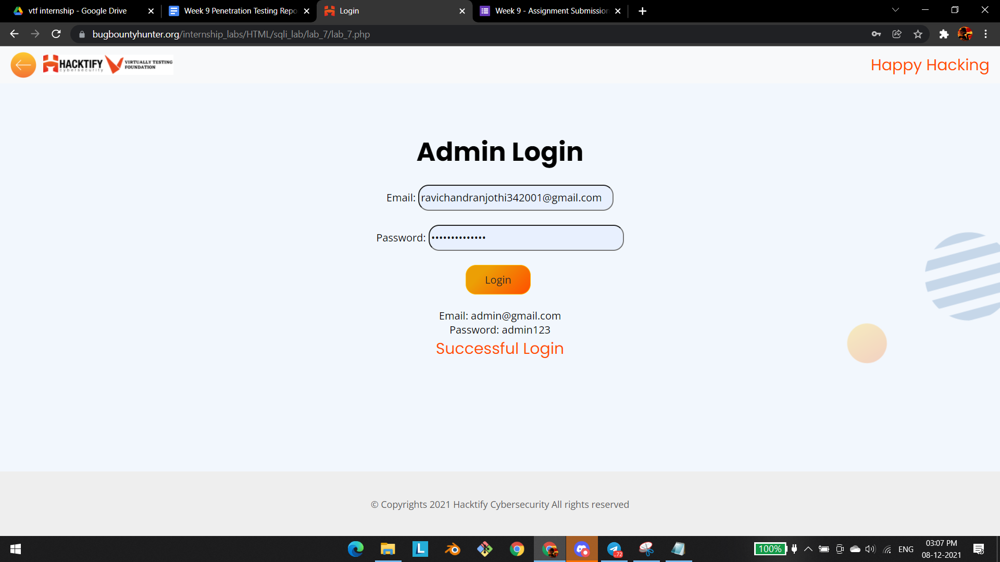 vtf internship - Google Drive
Week 9 Penetration Testing Repo
Login
Week 9 - Assignment Submission
bugbountyhunter.org/internship_labs/HTML/sqli_lab/lab_7/lab_7.php
HACKTIFY
cybersecurity
VIRTUALLY TESTING
FOUNDATION
Happy Hacking
Admin Login
Email: ravichandranjothi342001@gmail.com
Password: ••••••••••••••
Login
Email: admin@gmail.com
Password: admin123
Successful Login
© Copyrights 2021 Hacktify Cybersecurity All rights reserved
L
72
100%
ENG
03:07 PM
08-12-2021